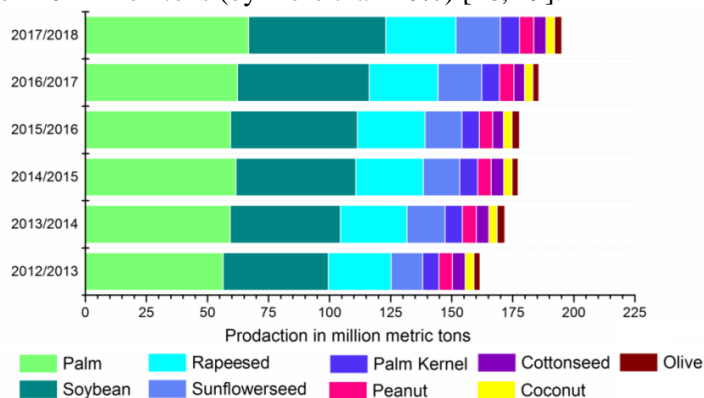 2017/2018
2016/2017
2015/2016
2014/2015
2013/2014
2012/2013
0 25 50 75 100 125 150 175 200 225
Prodaction in million metric tons
Palm Rapeesed Palm Kernel Cottonseed Olive
Soybean Sunflowerseed Peanut Coconut